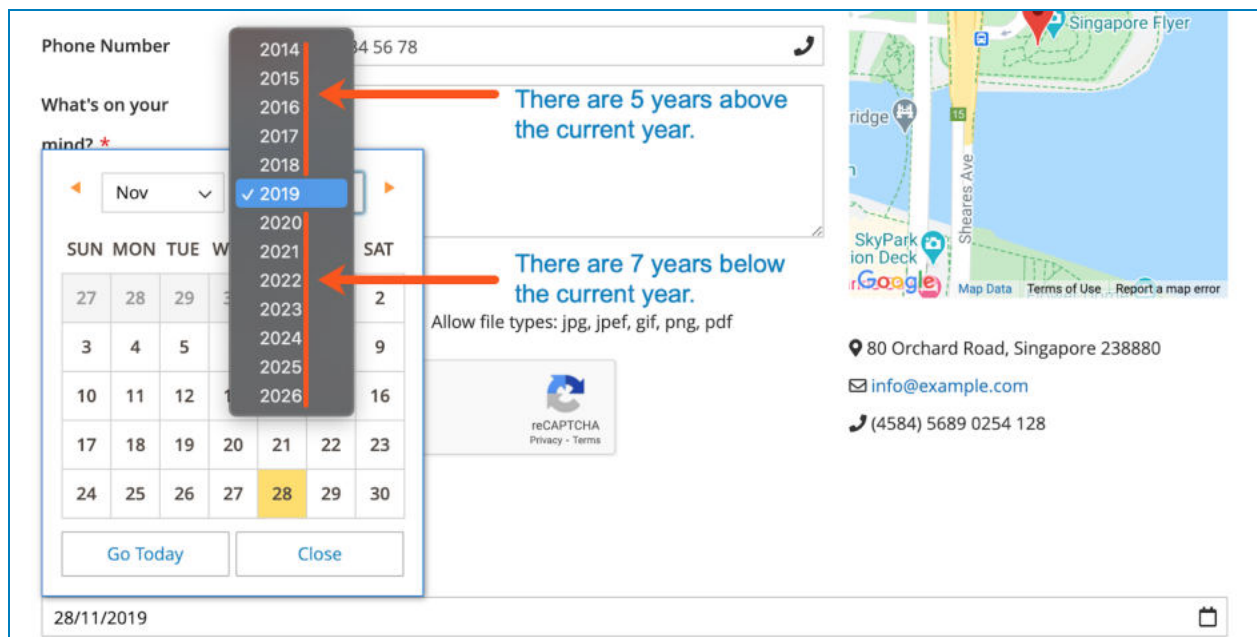 Phone Number
34 56 78
What's on your
mind? *
There are 5 years above
the current year.
2014
2015
2016
2017
2018
2019
2020
2021
2022
2023
2024
2025
2026
There are 7 years below
the current year.
Nov
SUN MON TUE W SAT
27 28 29 2
3 4 5 9
10 11 12 1 16
17 18 19 20 21 22 23
24 25 26 27 28 29 30
Go Today Close
Allow file types: jpg, jpef, gif, png, pdf
reCAPTCHA
Privacy - Terms
28/11/2019
Singapore Flyer
ridge
15
Sheares Ave
SkyPark
ion Deck
Google
Map Data Terms of Use Report a map error
80 Orchard Road, Singapore 238880
info@example.com
(4584) 5689 0254 128